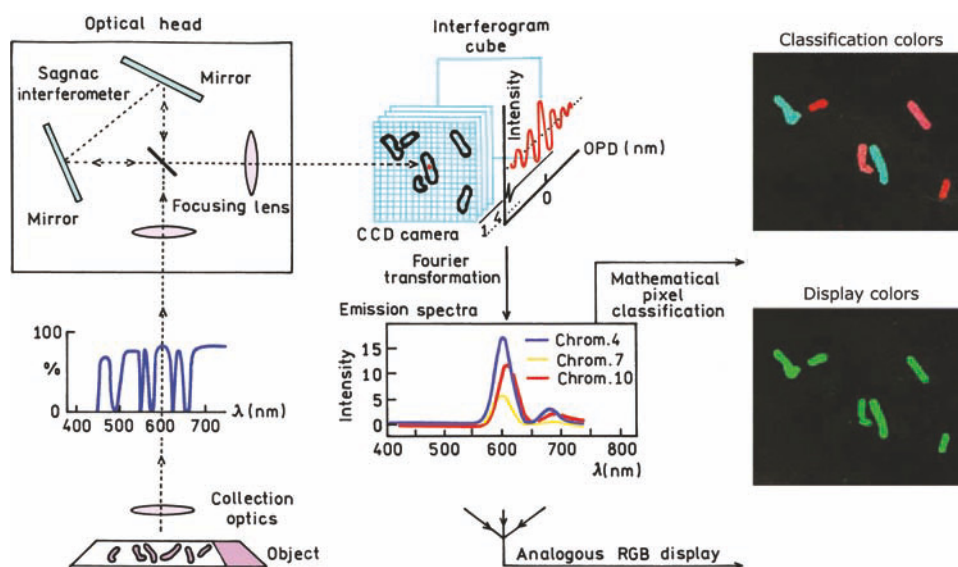 Optical head
Sagnac
interferometer
Mirror
Mirror
Focusing lens
Interferogram
cube
Intensity
OPD (nm)
0
1.4
CCD camera
Fourier
transformation
Mathematical
pixel
classification
Classification colors
Display colors
100
%
0
400 500 600 700
λ(nm)
Emission spectra
Intensity
15
10
5
0
Chrom.4
Chrom.7
Chrom.10
400 500 600 700 800
λ(nm)
Collection
optics
Object
Analogous RGB display